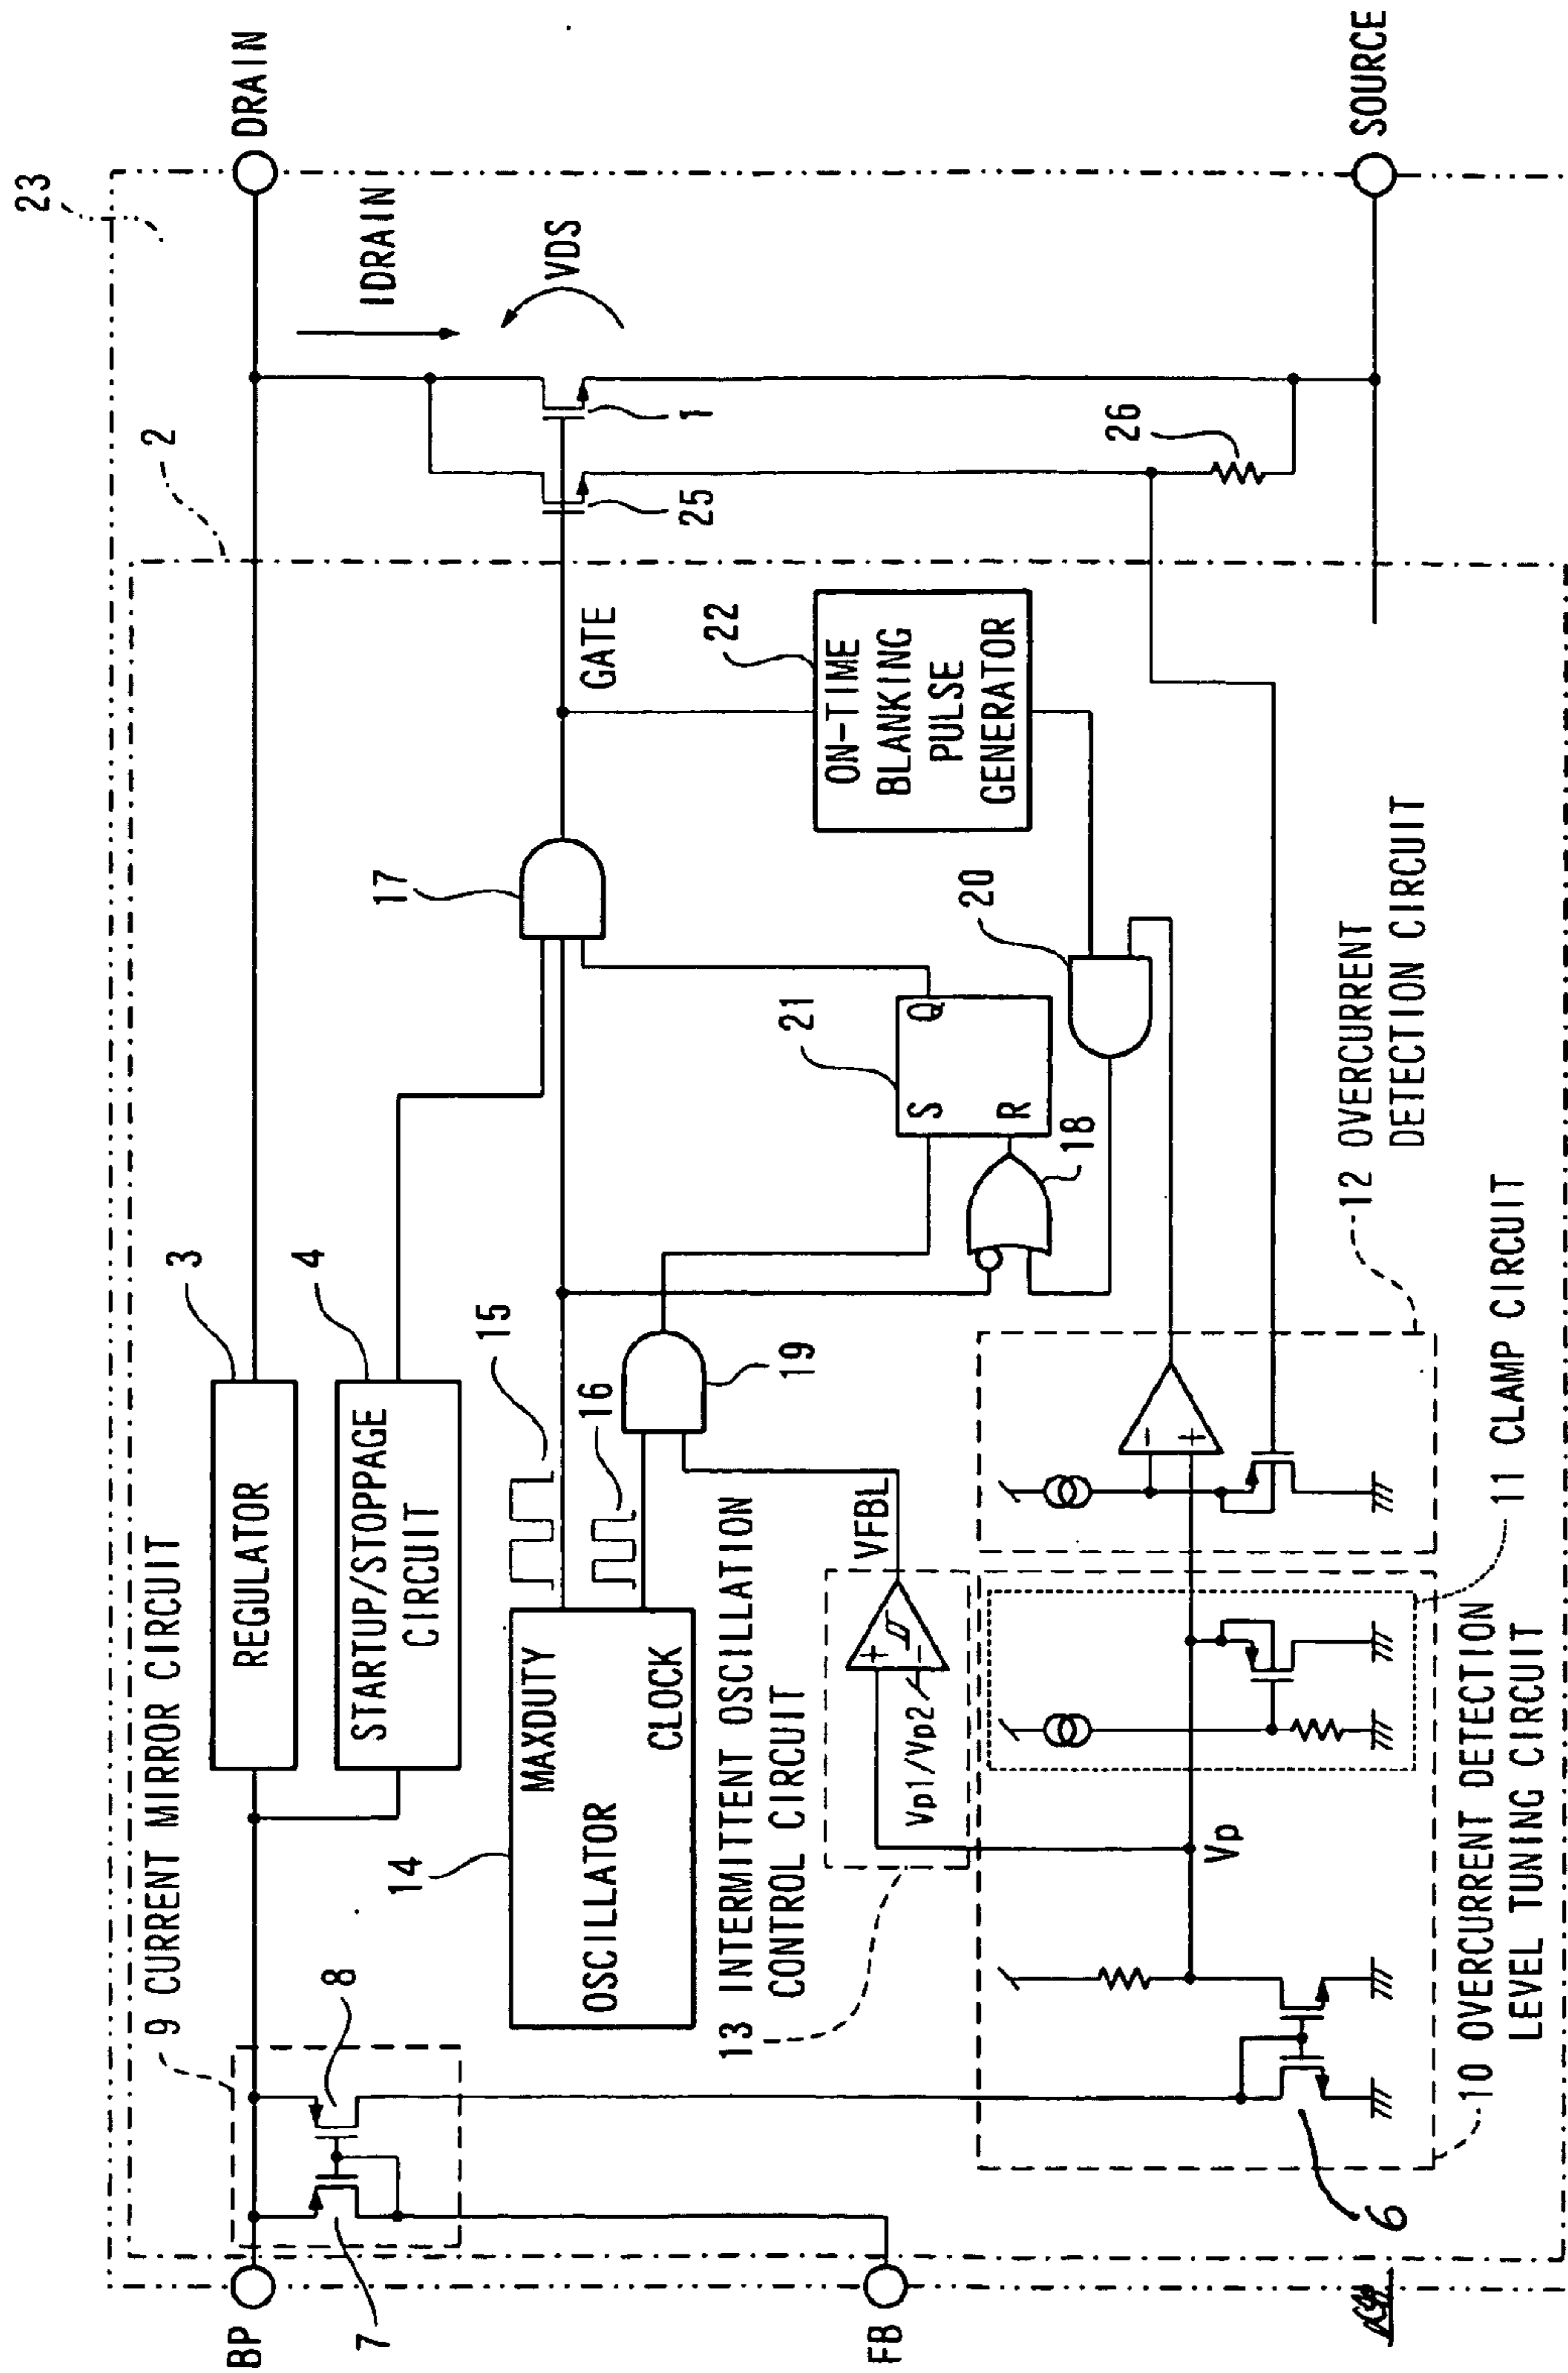 23
DRAIN
IDRAIN
VDS
1
25
26
SOURCE
2
GATE
22
ON-TIME
BLANKING
PULSE
GENERATOR
17
20
21
S
Q
R
18
12 OVERCURRENT
DETECTION CIRCUIT
3
REGULATOR
4
STARTUP/STOPPAGE
CIRCUIT
15
16
19
14
MAXDUTY
OSCILLATOR
CLOCK
13 INTERMITTENT OSCILLATION
CONTROL CIRCUIT
VFBL
+
-
Vp1/Vp2
-
+
11 CLAMP CIRCUIT
Vp
10 OVERCURRENT DETECTION
LEVEL TUNING CIRCUIT
9 CURRENT MIRROR CIRCUIT
8
7
6
BP
FB